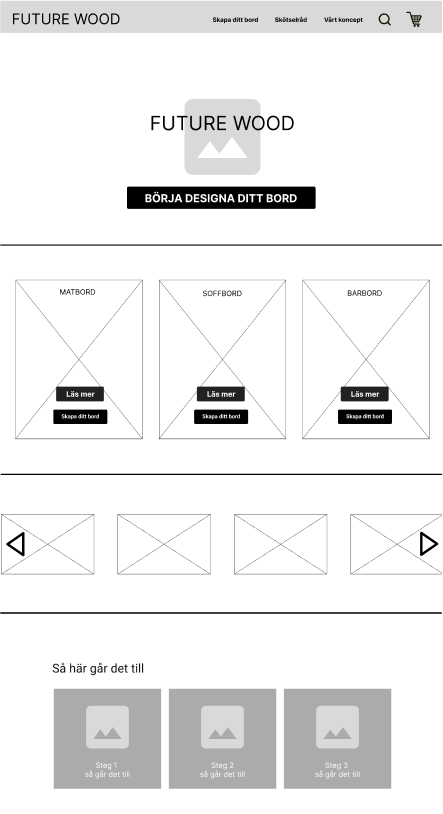 FUTURE WOOD
Skapa ditt bord Skötselråd Vårt koncept
FUTURE WOOD
BÖRJA DESIGNA DITT BORD
MATBORD
Läs mer
Skapa ditt bord
SOFFBORD
Läs mer
Skapa ditt bord
BARBORD
Läs mer
Skapa ditt bord
Så här går det till
Steg 1
så går det till
Steg 2
så går det till
Steg 3
så går det till